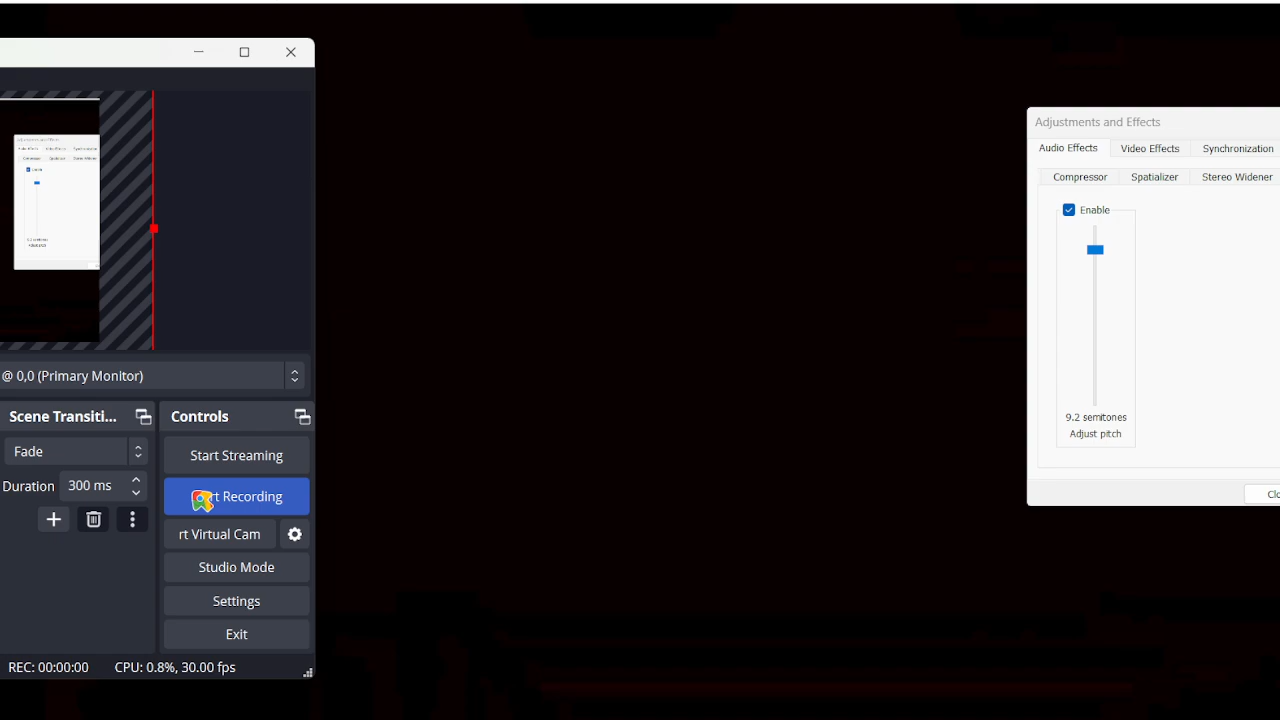 @ 0,0 (Primary Monitor)
Scene Transiti...
Controls
Fade
Start Streaming
Duration
300 ms
rt Recording
rt Virtual Cam
Studio Mode
Settings
Exit
REC: 00:00:00
CPU: 0.8%, 30.00 fps
Adjustments and Effects
Audio Effects
Video Effects
Synchronization
Compressor
Spatializer
Stereo Widener
Enable
9.2 semitones
Adjust pitch
Clo